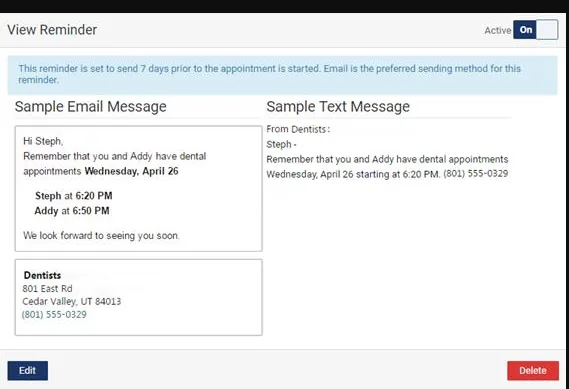 View Reminder
Active On
This reminder is set to send 7 days prior to the appointment is started. Email is the preferred sending method for this
reminder.
Sample Email Message
Hi Steph,
Remember that you and Addy have dental
appointments Wednesday, April 26
Steph at 6:20 PM
Addy at 6:50 PM
We look forward to seeing you soon.
Dentists
801 East Rd
Cedar Valley, UT 84013
(801) 555-0329
Sample Text Message
From Dentists:
Steph -
Remember that you and Addy have dental appointments
Wednesday, April 26 starting at 6:20 PM. (801) 555-0329
Edit
Delete